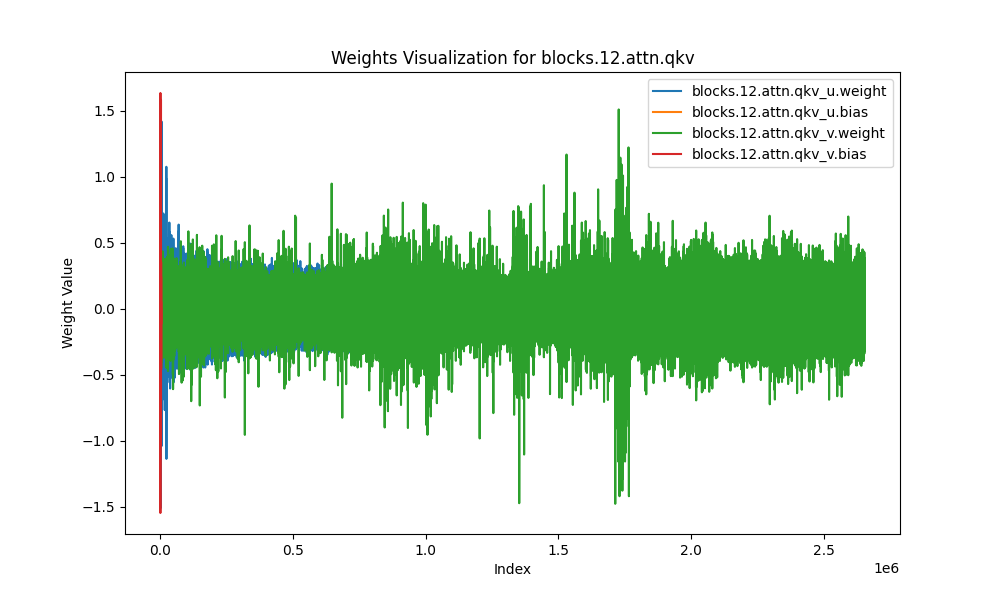 Weights Visualization for blocks.12.attn.qkv
blocks.12.attn.qkv_u.weight
blocks.12.attn.qkv_u.bias
blocks.12.attn.qkv_v.weight
blocks.12.attn.qkv_v.bias
Weight Value
1.5
1.0
0.5
0.0
−0.5
−1.0
−1.5
0.0 0.5 1.0 1.5 2.0 2.5
1e6
Index